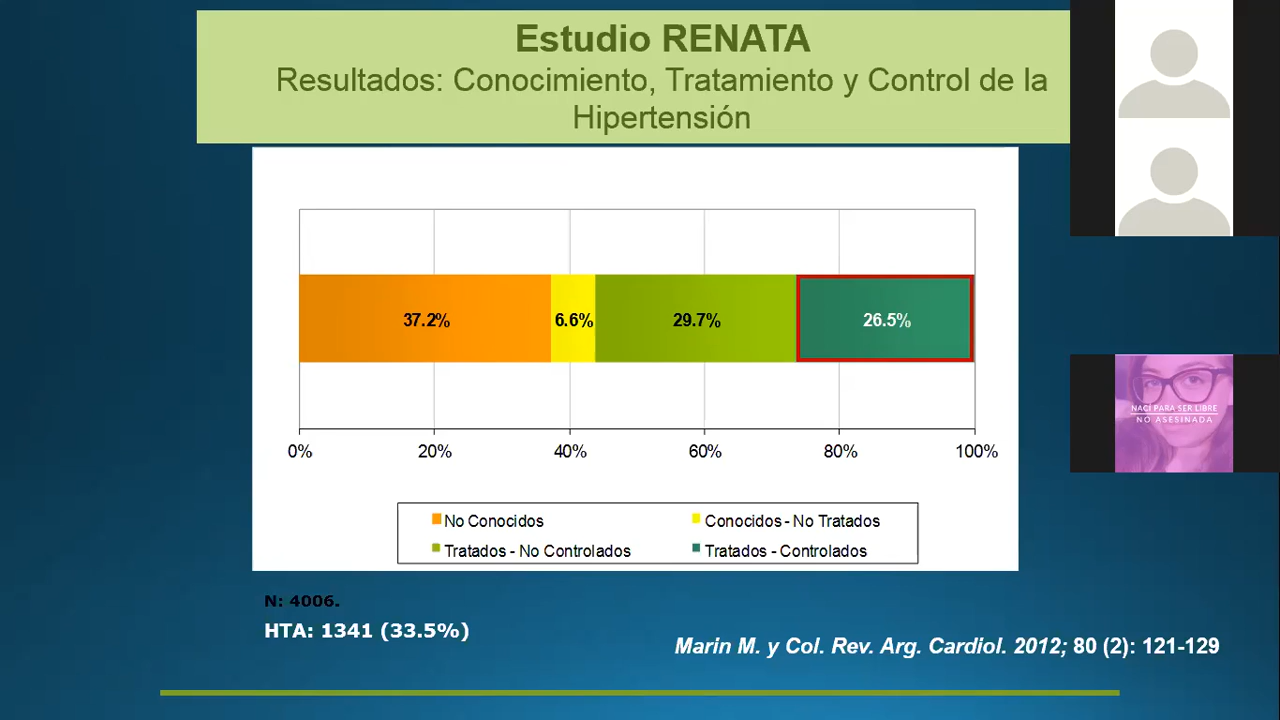 Estudio RENATA
Resultados: Conocimiento, Tratamiento y Control de la
Hipertensión
37.2%
6.6%
29.7%
26.5%
0%
20%
40%
60%
80%
100%
No Conocidos
Conocidos - No Tratados
Tratados - No Controlados
Tratados - Controlados
N: 4006.
HTA: 1341 (33.5%)
Marin M. y Col. Rev. Arg. Cardiol. 2012; 80 (2): 121-129
NACÍ PARA SER LIBRE
NO ASESINADA